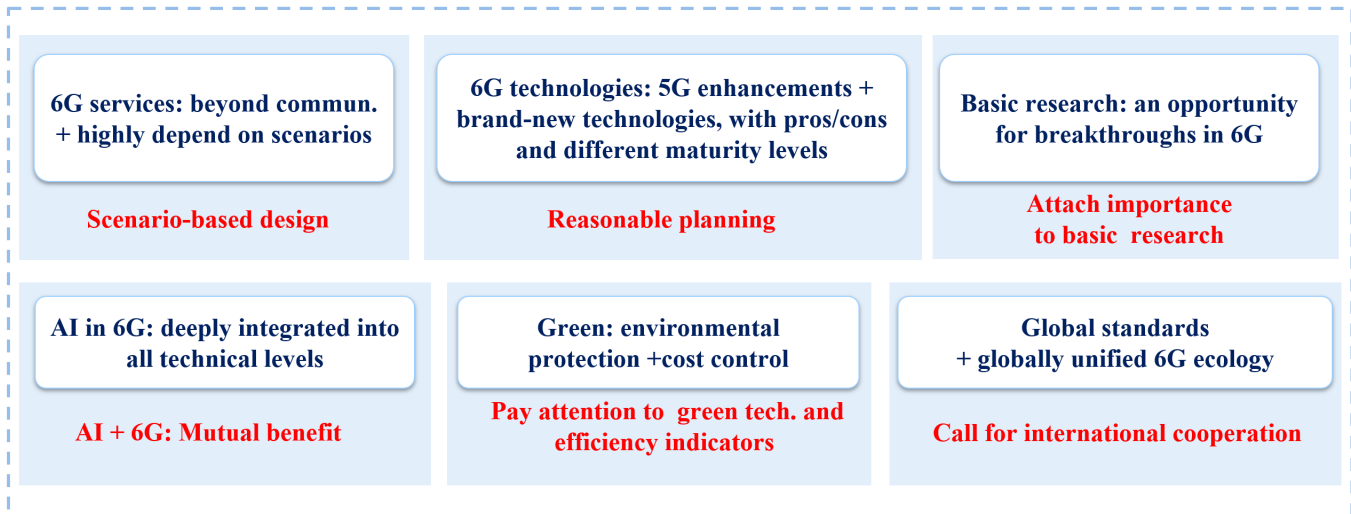 6G services: beyond commun.
+ highly depend on scenarios
Scenario-based design
6G technologies: 5G enhancements +
brand-new technologies, with pros/cons
and different maturity levels
Reasonable planning
Basic research: an opportunity
for breakthroughs in 6G
Attach importance
to basic  research
AI in 6G: deeply integrated into
all technical levels
AI + 6G: Mutual benefit
Green: environmental
protection +cost control
Pay attention to  green tech. and
efficiency indicators
Global standards
+ globally unified 6G ecology
Call for international cooperation